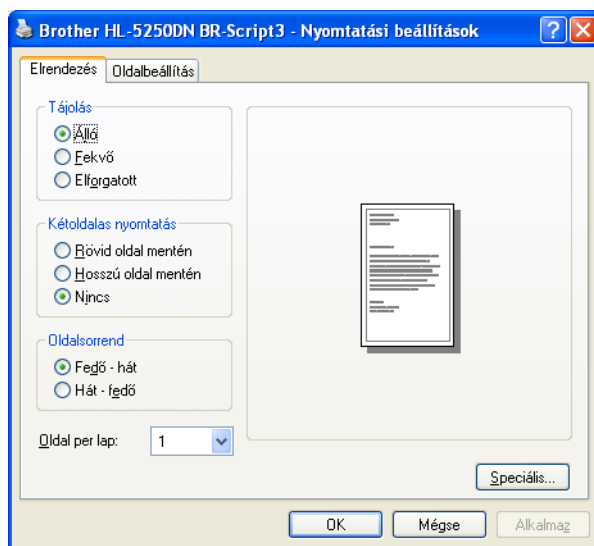 Brother HL-5250DN BR-Script3 - Nyomtatási beállítások
Elrendezés
Oldalbeállítás
Tájolás
Álló
Fekvő
Elforgatott
Kétoldalas nyomtatás
Rövid oldal mentén
Hosszú oldal mentén
Nincs
Oldalsorrend
Fedő - hát
Hát - fedő
Oldal per lap:
1
Speciális...
OK
Mégse
Alkalmaz